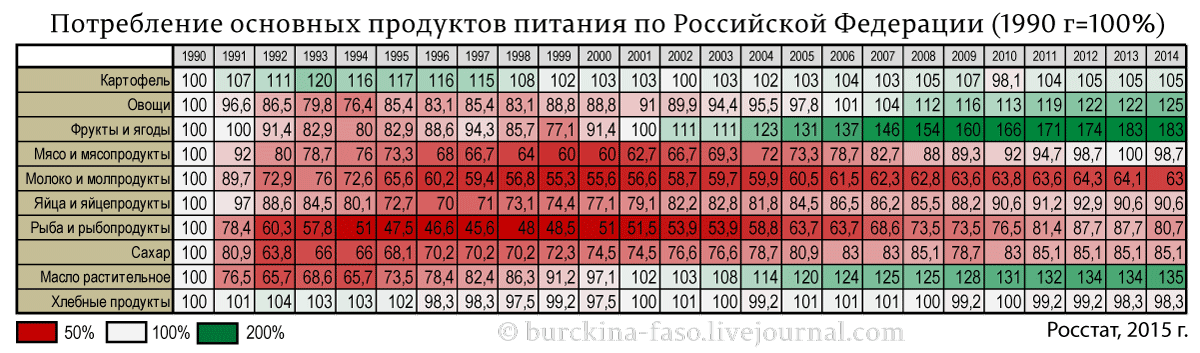 Потребление основных продуктов питания по Российской Федерации (1990 г=100%)
1990 1991 1992 1993 1994 1995 1996 1997 1998 1999 2000 2001 2002 2003 2004 2005 2006 2007 2008 2009 2010 2011 2012 2013 2014
Картофель 100 107 111 120 116 117 116 115 108 102 103 103 100 103 102 103 104 103 105 107 98,1 104 105 105 105
Овощи 100 96,6 86,5 79,8 76,4 85,4 83,1 85,4 83,1 88,8 88,8 91 89,9 94,4 95,5 97,8 101 104 112 116 113 119 122 122 125
Фрукты и ягоды 100 100 91,4 82,9 80 82,9 88,6 94,3 85,7 77,1 91,4 100 111 111 123 131 137 146 154 160 166 171 174 183 183
Мясо и мясопродукты 100 92 80 78,7 76 73,3 68 66,7 64 60 60 62,7 66,7 69,3 72 73,3 78,7 82,7 88 89,3 92 94,7 98,7 100 98,7
Молоко и молпродукты 100 89,7 72,9 76 72,6 65,6 60,2 59,4 56,8 55,3 55,6 56,6 58,7 59,7 59,9 60,5 61,5 62,3 62,8 63,6 63,8 63,6 64,3 64,1 63
Яйца и яйцепродукты 100 97 88,6 84,5 80,1 72,7 70 71 73,1 74,4 77,1 79,1 82,2 82,8 81,8 84,5 86,5 86,2 85,5 88,2 90,6 91,2 92,9 90,6 90,6
Рыба и рыбопродукты 100 78,4 60,3 57,8 51 47,5 46,6 45,6 48 48,5 51 51,5 53,9 53,9 58,8 63,7 63,7 68,6 73,5 73,5 76,5 81,4 87,7 87,7 80,7
Сахар 100 80,9 63,8 66 66 68,1 70,2 70,2 70,2 72,3 74,5 74,5 76,6 76,6 78,7 80,9 83 83 85,1 78,7 83 85,1 85,1 85,1 85,1
Масло растительное 100 76,5 65,7 68,6 65,7 73,5 78,4 82,4 86,3 91,2 97,1 102 103 108 114 120 124 125 125 128 131 132 134 134 135
Хлебные продукты 100 101 104 103 103 102 98,3 98,3 97,5 99,2 97,5 100 101 100 99,2 101 101 101 100 99,2 100 99,2 99,2 98,3 98,3
50% 100% 200%
© burckina-faso.livejournal.com
Росстат, 2015 г.